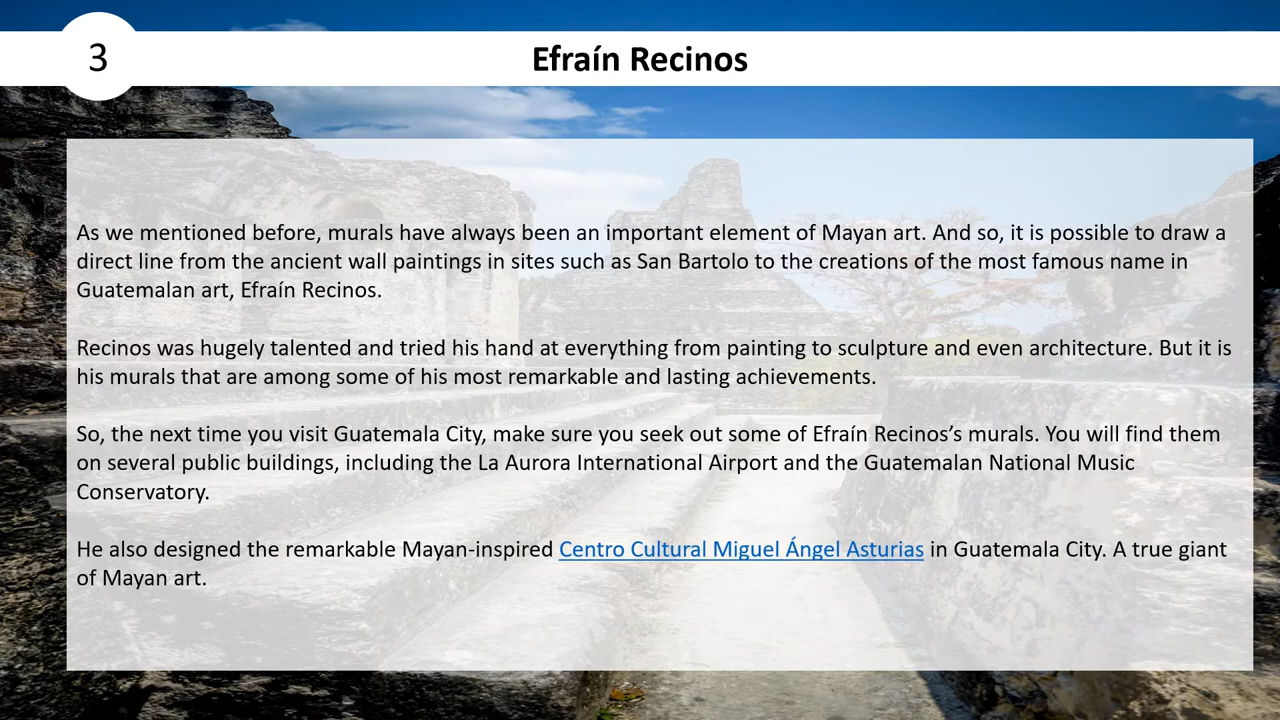 3
Efraín Recinos
As we mentioned before, murals have always been an important element of Mayan art. And so, it is possible to draw a
direct line from the ancient wall paintings in sites such as San Bartolo to the creations of the most famous name in
Guatemalan art, Efraín Recinos.
Recinos was hugely talented and tried his hand at everything from painting to sculpture and even architecture. But it is
his murals that are among some of his most remarkable and lasting achievements.
So, the next time you visit Guatemala City, make sure you seek out some of Efraín Recinos’s murals. You will find them
on several public buildings, including the La Aurora International Airport and the Guatemalan National Music
Conservatory.
He also designed the remarkable Mayan-inspired Centro Cultural Miguel Ángel Asturias in Guatemala City. A true giant
of Mayan art.